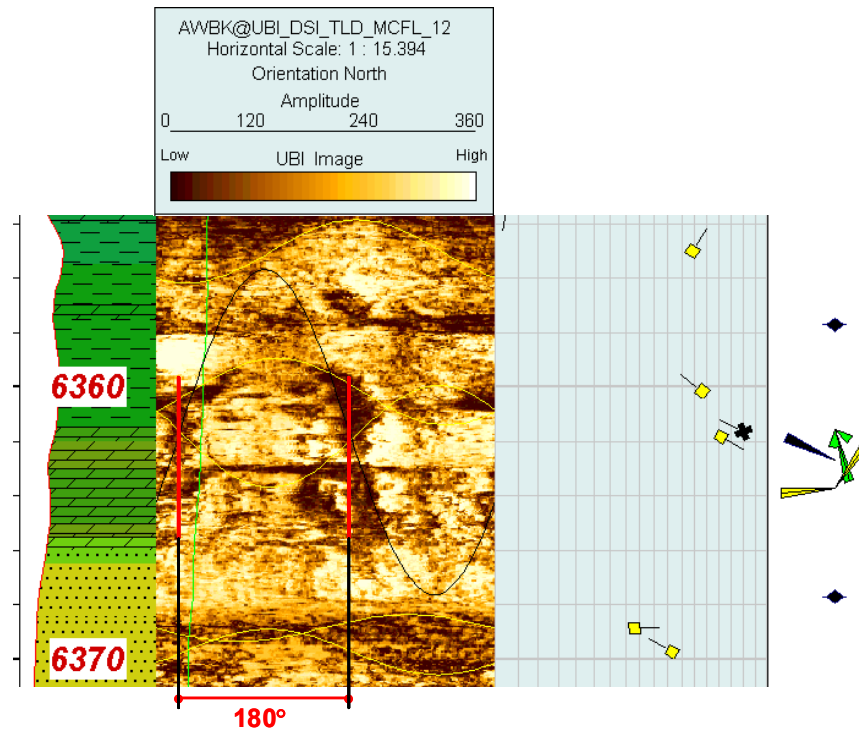 AWBK@UBI_DSI_TLD_MCFL_12
Horizontal Scale: 1 : 15.394
Orientation North
Amplitude
0 120 240 360
Low UBI Image High
6360
6370
180°